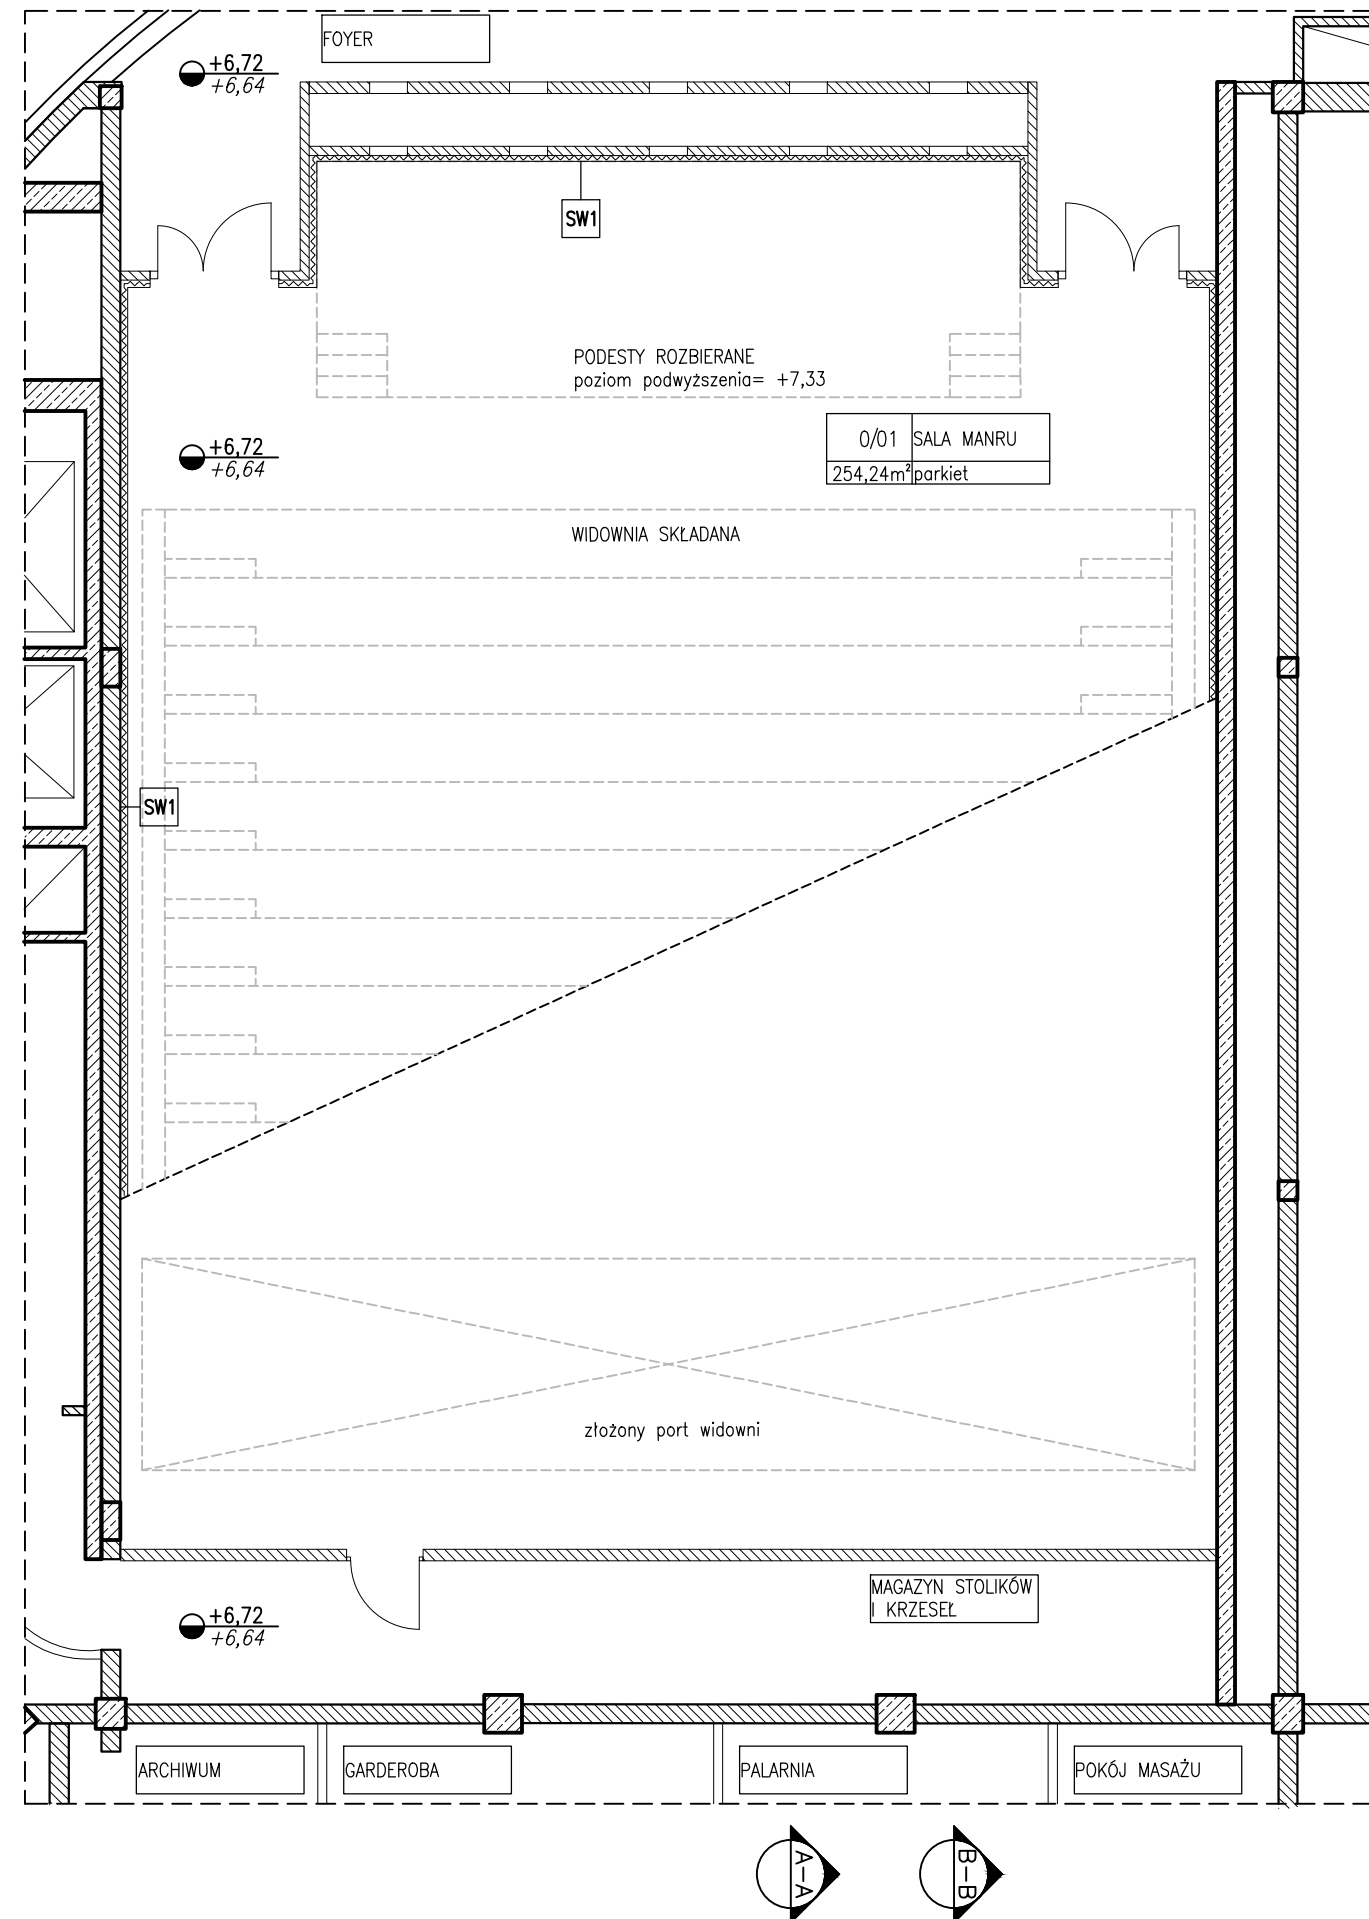 FOYER
+6,72
+6,64
SW1
PODESTY ROZBIERANE
poziom podwyższenia= +7,33
0/01 SALA MANRU
254,24m² parkiet
+6,72
+6,64
WIDOWNIA SKŁADANA
SW1
złożony port widowni
MAGAZYN STOLIKÓW
I KRZESEŁ
+6,72
+6,64
ARCHIWUM
GARDEROBA
PALARNIA
POKÓJ MASAŻU
A-A
B-B